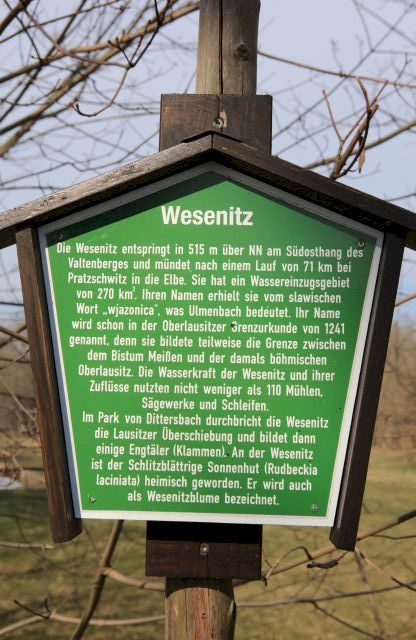 Wesenitz
Die Wesenitz entspringt in 515 m über NN am Südosthang des
Valtenberges und mündet nach einem Lauf von 71 km bei
Pratzschwitz in die Elbe. Sie hat ein Wassereinzugsgebiet
von 270 km². Ihren Namen erhielt sie vom slawischen
Wort „wjazonica", was Ulmenbach bedeutet. Ihr Name
wird schon in der Oberlausitzer Grenzurkunde von 1241
genannt, denn sie bildete teilweise die Grenze zwischen
dem Bistum Meißen und der damals böhmischen
Oberlausitz. Die Wasserkraft der Wesenitz und ihrer
Zuflüsse nutzten nicht weniger als 110 Mühlen,
Sägewerke und Schleifen.
Im Park von Dittersbach durchbricht die Wesenitz
die Lausitzer Überschiebung und bildet dann
einige Engtäler (Klammen). An der Wesenitz
ist der Schlitzblättrige Sonnenhut (Rudbeckia
laciniata) heimisch geworden. Er wird auch
als Wesenitzblume bezeichnet.